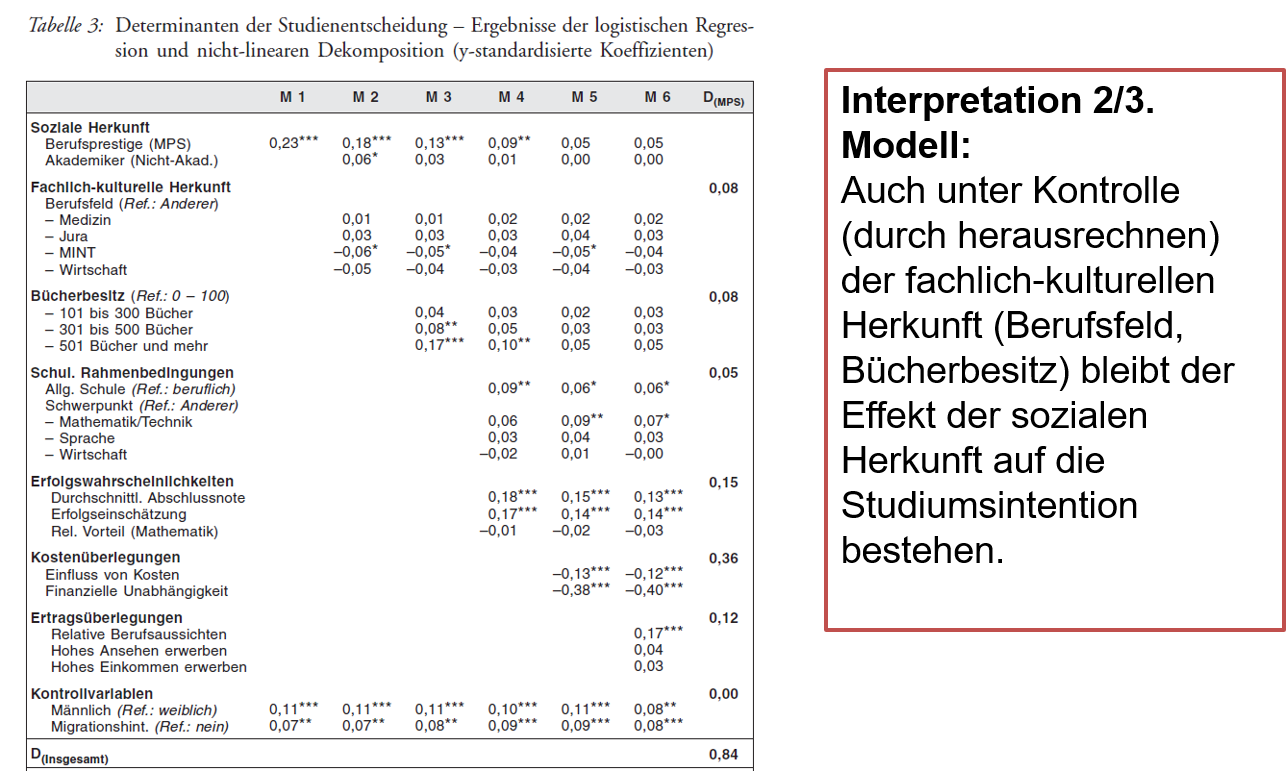 Tabelle 3: Determinanten der Studienentscheidung – Ergebnisse der logistischen Regres-
sion und nicht-linearen Dekomposition (y-standardisierte Koeffizienten)
M 1 M 2 M 3 M 4 M 5 M 6 D(MPS)
Soziale Herkunft
Berufsprestige (MPS) 0,23*** 0,18*** 0,13*** 0,09** 0,05 0,05
Akademiker (Nicht-Akad.) 0,06* 0,03 0,01 0,00 0,00
Fachlich-kulturelle Herkunft 0,08
Berufsfeld (Ref.: Anderer)
– Medizin 0,01 0,01 0,02 0,02 0,02
– Jura 0,03 0,03 0,03 0,04 0,03
– MINT –0,06* –0,05* –0,04 –0,05* –0,04
– Wirtschaft –0,05 –0,04 –0,03 –0,04 –0,03
Bücherbesitz (Ref.: 0 – 100) 0,08
– 101 bis 300 Bücher 0,04 0,03 0,02 0,03
– 301 bis 500 Bücher 0,08** 0,05 0,03 0,03
– 501 Bücher und mehr 0,17*** 0,10** 0,05 0,05
Schul. Rahmenbedingungen 0,05
Allg. Schule (Ref.: beruflich) 0,09** 0,06* 0,06*
Schwerpunkt (Ref.: Anderer)
– Mathematik/Technik 0,06 0,09** 0,07*
– Sprache 0,03 0,04 0,03
– Wirtschaft –0,02 0,01 –0,00
Erfolgswahrscheinlichkeiten 0,15
Durchschnittl. Abschlussnote 0,18*** 0,15*** 0,13***
Erfolgseinschätzung 0,17*** 0,14*** 0,14***
Rel. Vorteil (Mathematik) –0,01 –0,02 –0,03
Kostenüberlegungen 0,36
Einfluss von Kosten –0,13*** –0,12***
Finanzielle Unabhängigkeit –0,38*** –0,40***
Ertragsüberlegungen 0,12
Relative Berufsaussichten 0,17***
Hohes Ansehen erwerben 0,04
Hohes Einkommen erwerben 0,03
Kontrollvariablen 0,00
Männlich (Ref.: weiblich) 0,11*** 0,11*** 0,11*** 0,10*** 0,11*** 0,08**
Migrationshint. (Ref.: nein) 0,07** 0,07** 0,08** 0,09*** 0,09*** 0,08***
D(Insgesamt) 0,84
Interpretation 2/3.
Modell:
Auch unter Kontrolle
(durch herausrechnen)
der fachlich-kulturellen
Herkunft (Berufsfeld,
Bücherbesitz) bleibt der
Effekt der sozialen
Herkunft auf die
Studiumsintention
bestehen.